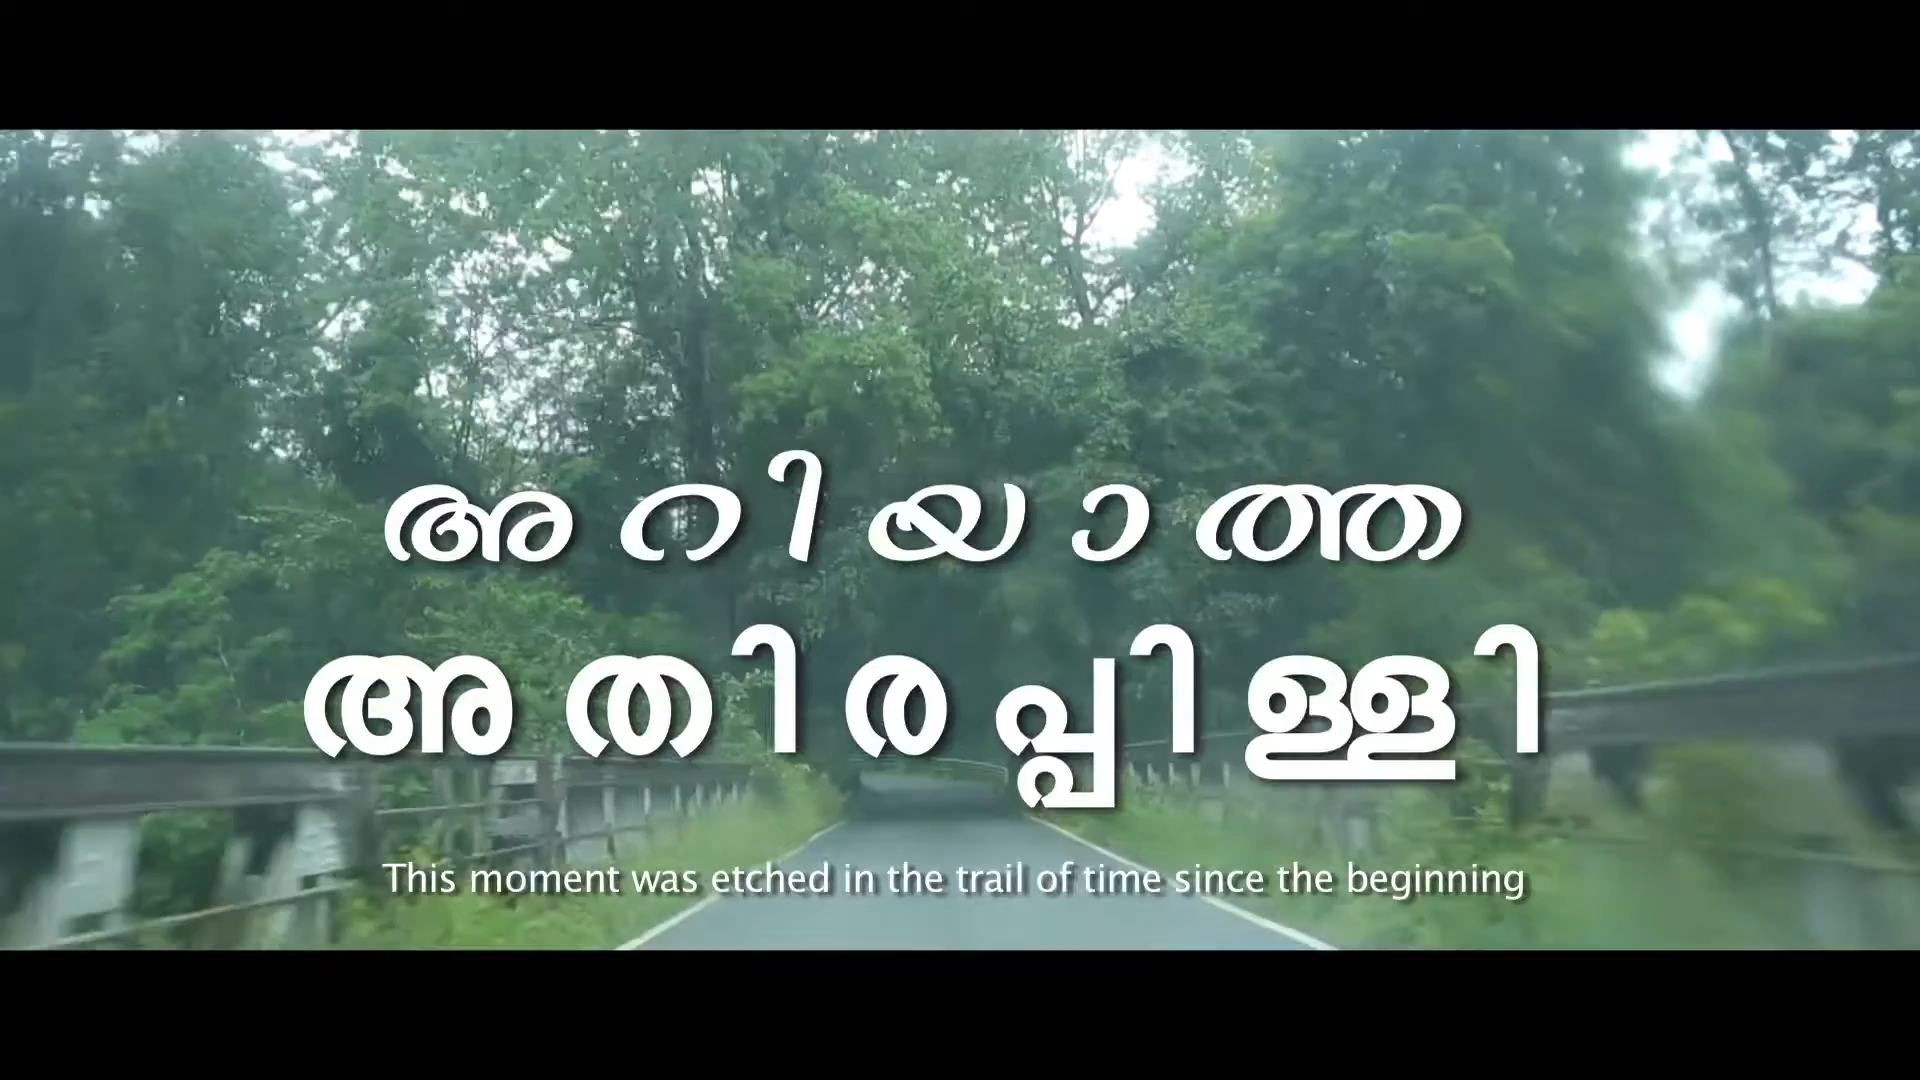 അറിയാത്ത
അതിരപ്പിള്ളി
This moment was etched in the trail of time since the beginning